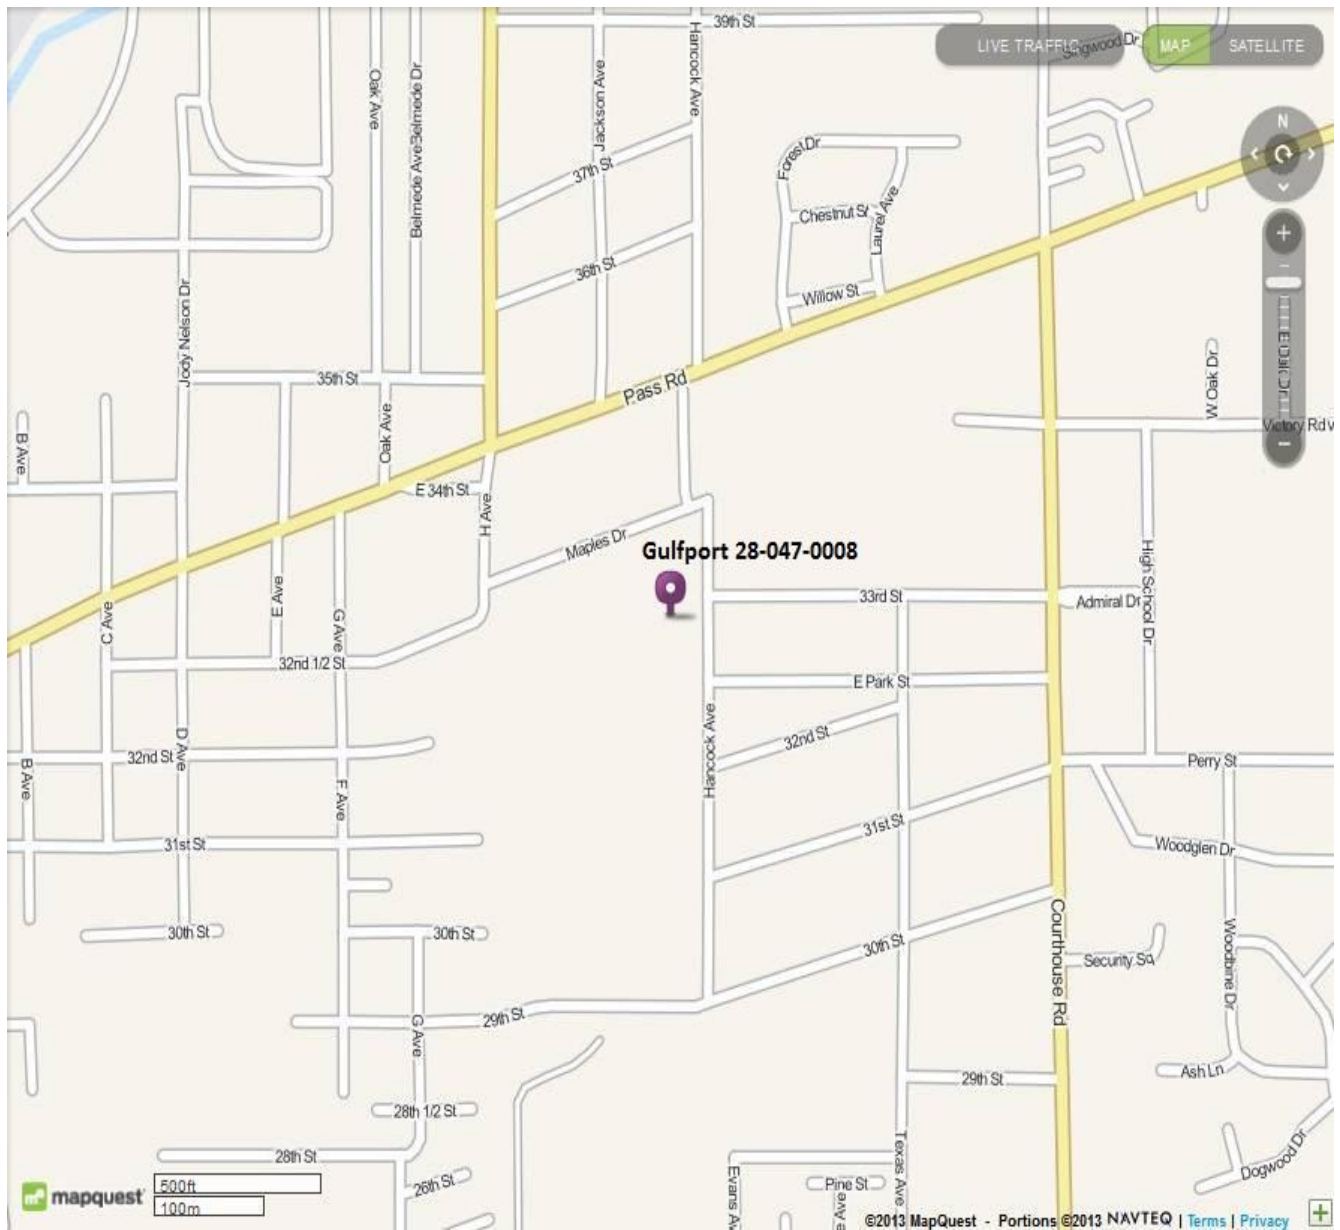 39th St
LIVE TRAFFIC
MAP
SATELLITE
Singwood Dr
Hancock Ave
Jackson Ave
Oak Ave
Belmede Dr
Belmede Ave
N
37th St
Forest Dr
Chestnut St
Laurel Ave
36th St
Willow St
Jody Nelson Dr
35th St
Pass Rd
W Oak Dr
Victory Rd
B Ave
Oak Ave
E 34th St
H Ave
Maples Dr
Gulfport 28-047-0008
High School Dr
33rd St
Admiral Dr
C Ave
E Ave
G Ave
32nd 1/2 St
E Park St
Hancock Ave
32nd St
D Ave
32nd St
B Ave
F Ave
Perry St
31st St
31st St
Woodglen Dr
30th St
30th St
30th St
Courthouse Rd
Security Sq
Woodbine Dr
29th St
G Ave
Ash Ln
29th St
28th 1/2 St
28th St
26th St
Texas Ave
Evans Av
Pine St
Ave
Dogwood Dr
mapquest
500ft
100m
©2013 MapQuest - Portions ©2013 NAVTEQ | Terms | Privacy